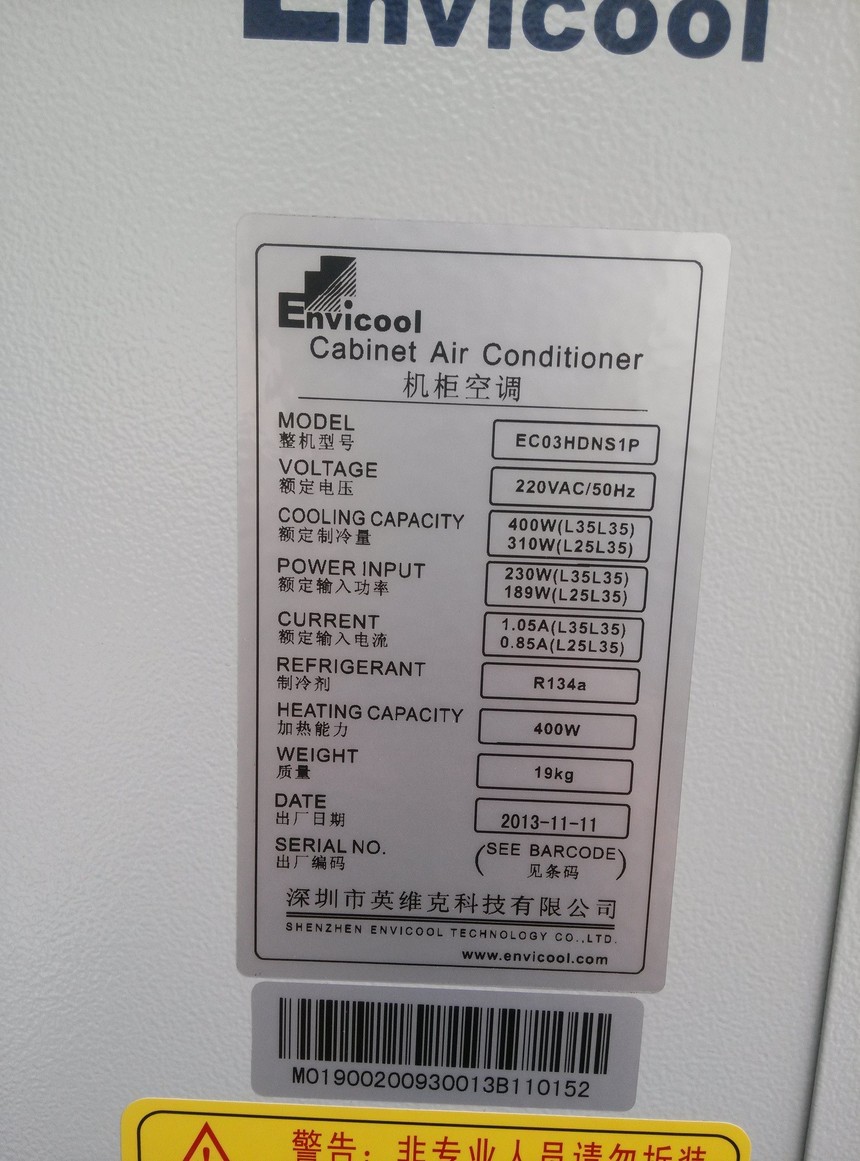 Envicool
Envicool
Cabinet Air Conditioner
机柜空调
MODEL
整机型号
EC03HDNS1P
VOLTAGE
额定电压
220VAC/50Hz
COOLING CAPACITY
额定制冷量
400W(L35L35)
310W(L25L35)
POWER INPUT
额定输入功率
230W(L35L35)
189W(L25L35)
CURRENT
额定输入电流
1.05A(L35L35)
0.85A(L25L35)
REFRIGERANT
制冷剂
R134a
HEATING CAPACITY
加热能力
400W
WEIGHT
质量
19kg
DATE
出厂日期
2013-11-11
SERIAL NO.
出厂编码
(SEE BARCODE)
见条码
深圳市英维克科技有限公司
SHENZHEN ENVICOOL TECHNOLOGY CO.,LTD.
www.envicool.com
M01900200930013B110152
警告：非专业人员请勿拆装